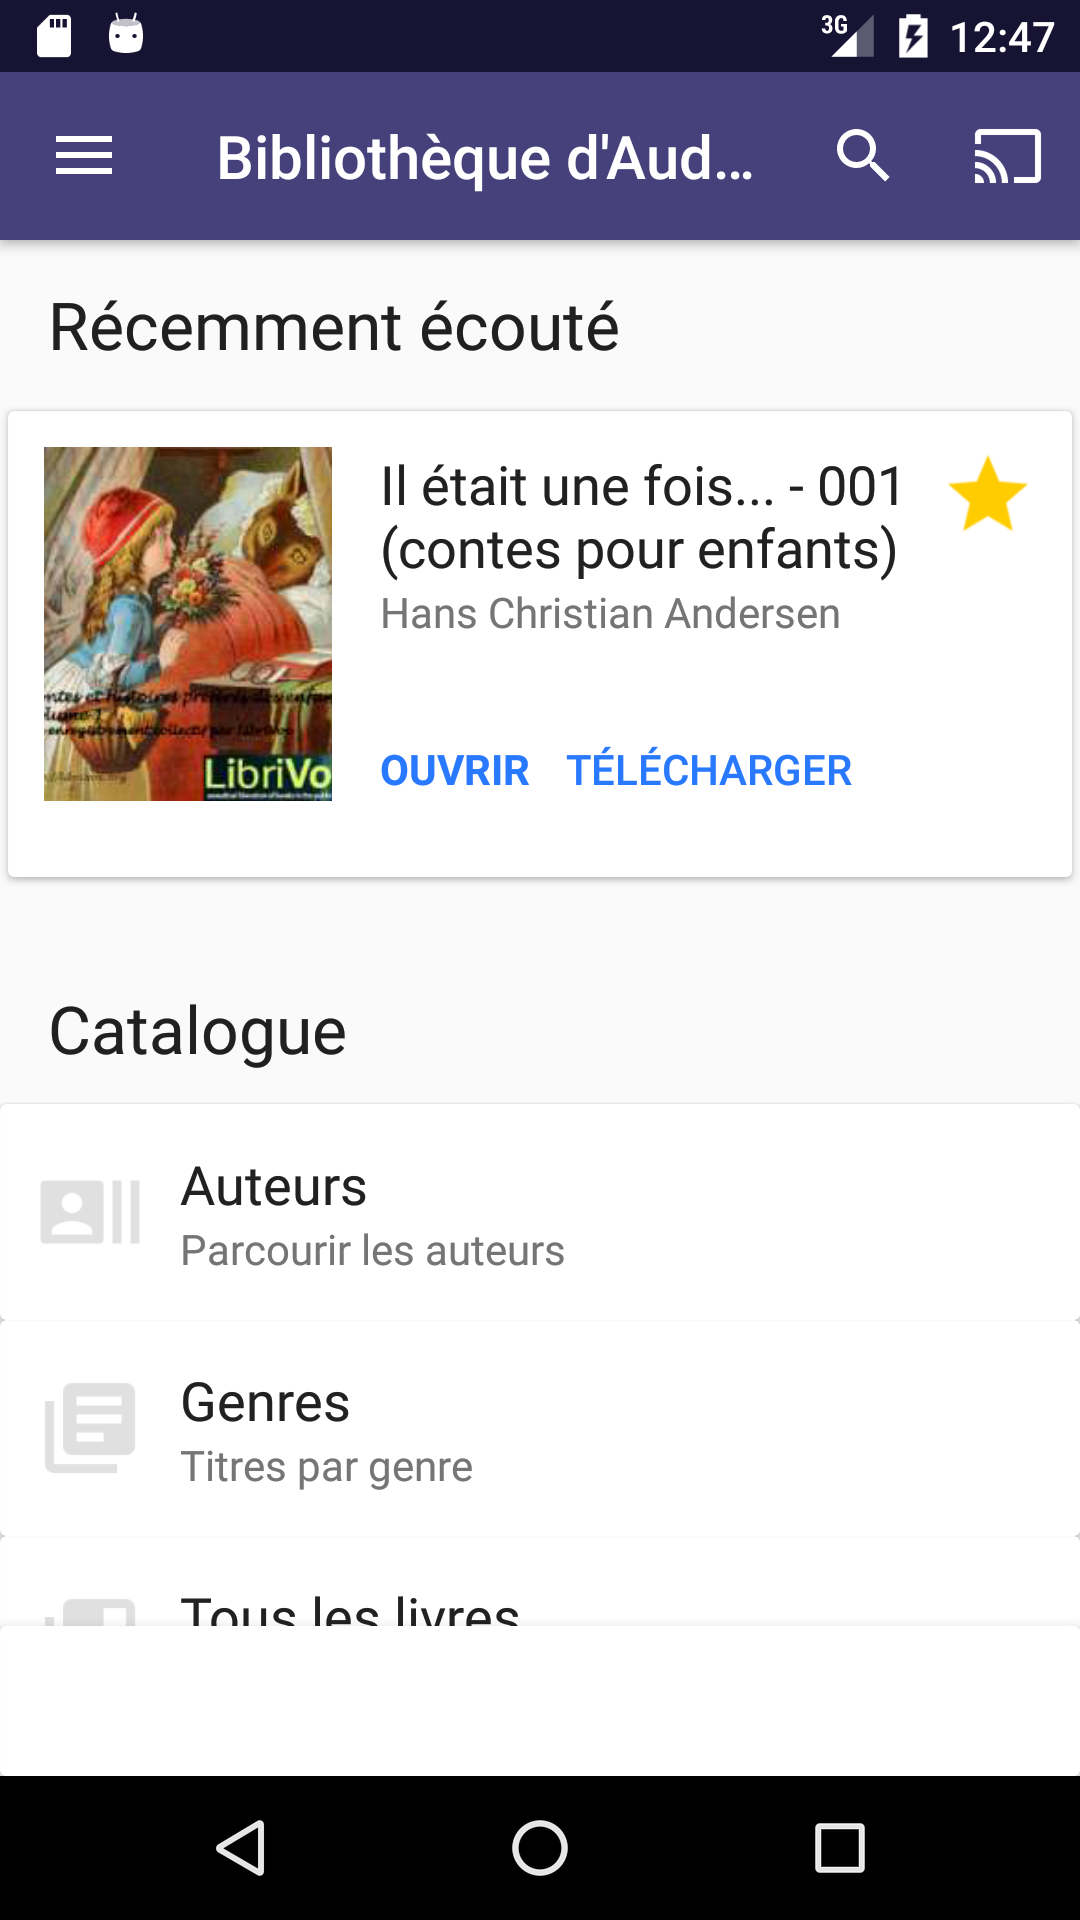 3G 12:47
Bibliothèque d'Aud...
Récemment écouté
Il était une fois... - 001
(contes pour enfants)
Hans Christian Andersen
LibriVo
OUVRIR TÉLÉCHARGER
Catalogue
Auteurs
Parcourir les auteurs
Genres
Titres par genre
Tous les livres